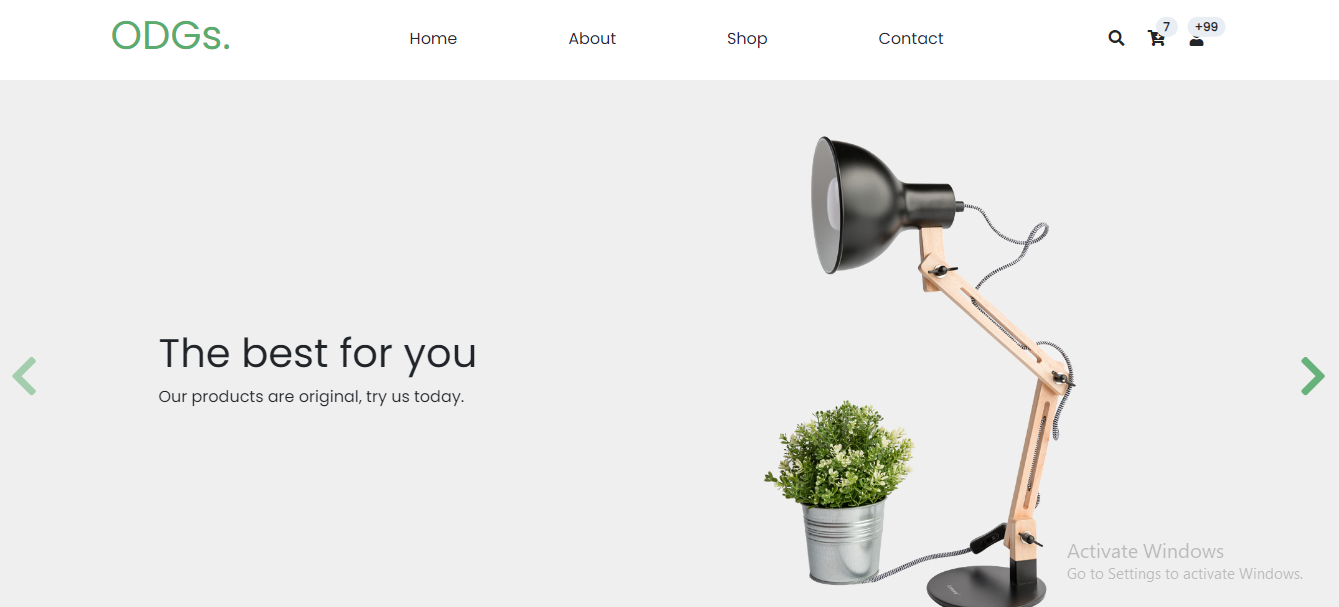 ODGs.
Home
About
Shop
Contact
7
+99
The best for you
Our products are original, try us today.
Activate Windows
Go to Settings to activate Windows.